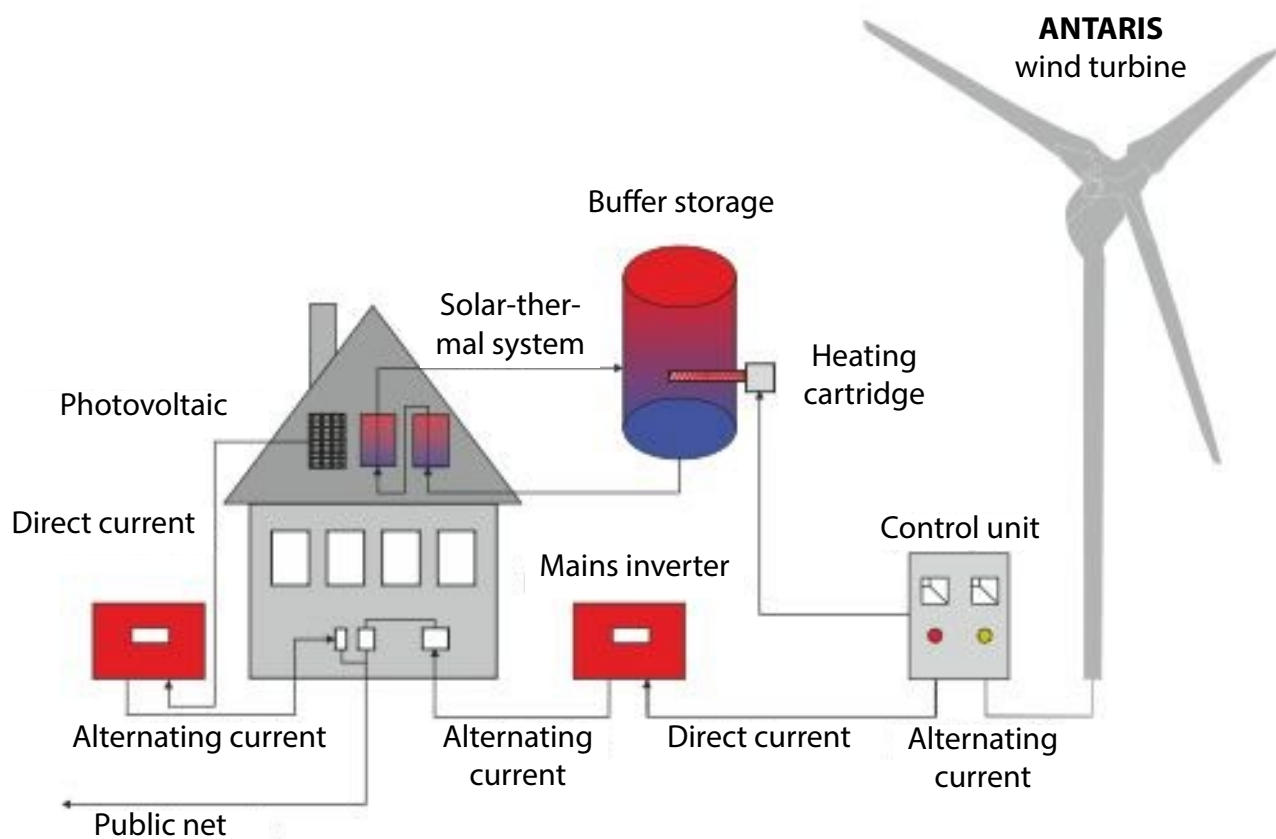 ANTARIS
wind turbine
Buffer storage
Solar-ther-
mal system
Heating
cartridge
Photovoltaic
Direct current
Control unit
Mains inverter
Alternating current
Alternating
current
Direct current
Alternating
current
Public net